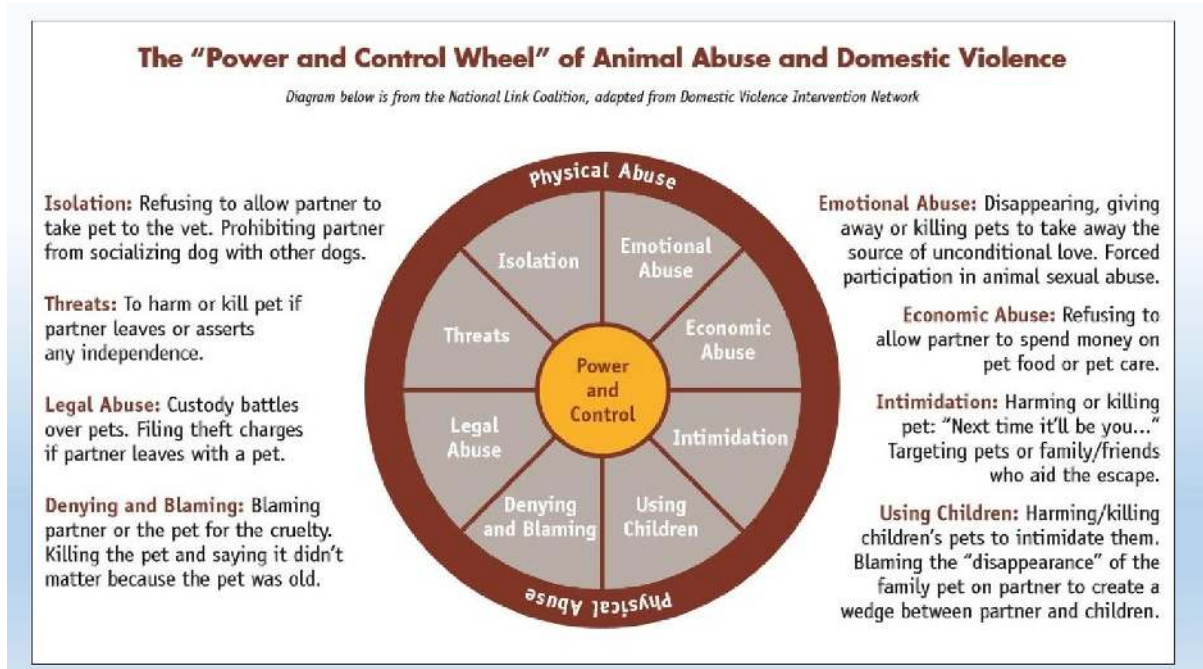 The “Power and Control Wheel” of Animal Abuse and Domestic Violence
Diagram below is from the National Link Coalition, adapted from Domestic Violence Intervention Network
Isolation: Refusing to allow partner to
take pet to the vet. Prohibiting partner
from socializing dog with other dogs.
Threats: To harm or kill pet if
partner leaves or asserts
any independence.
Legal Abuse: Custody battles
over pets. Filing theft charges
if partner leaves with a pet.
Denying and Blaming: Blaming
partner or the pet for the cruelty.
Killing the pet and saying it didn’t
matter because the pet was old.
Physical Abuse
Isolation
Emotional
Abuse
Threats
Economic
Abuse
Power
and
Control
Legal
Abuse
Intimidation
Denying
and Blaming
Using
Children
Physical Abuse
Emotional Abuse: Disappearing, giving
away or killing pets to take away the
source of unconditional love. Forced
participation in animal sexual abuse.
Economic Abuse: Refusing to
allow partner to spend money on
pet food or pet care.
Intimidation: Harming or killing
pet: “Next time it’ll be you...”
Targeting pets or family/friends
who aid the escape.
Using Children: Harming/killing
children’s pets to intimidate them.
Blaming the “disappearance” of the
family pet on partner to create a
wedge between partner and children.